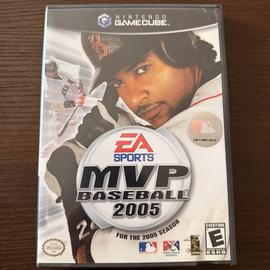 NINTENDO
GAMECUBE
EA
SPORTS
MVP
BASEBALL
2005
FOR THE 2005 SEASON
EVERYONE
E
ESRB